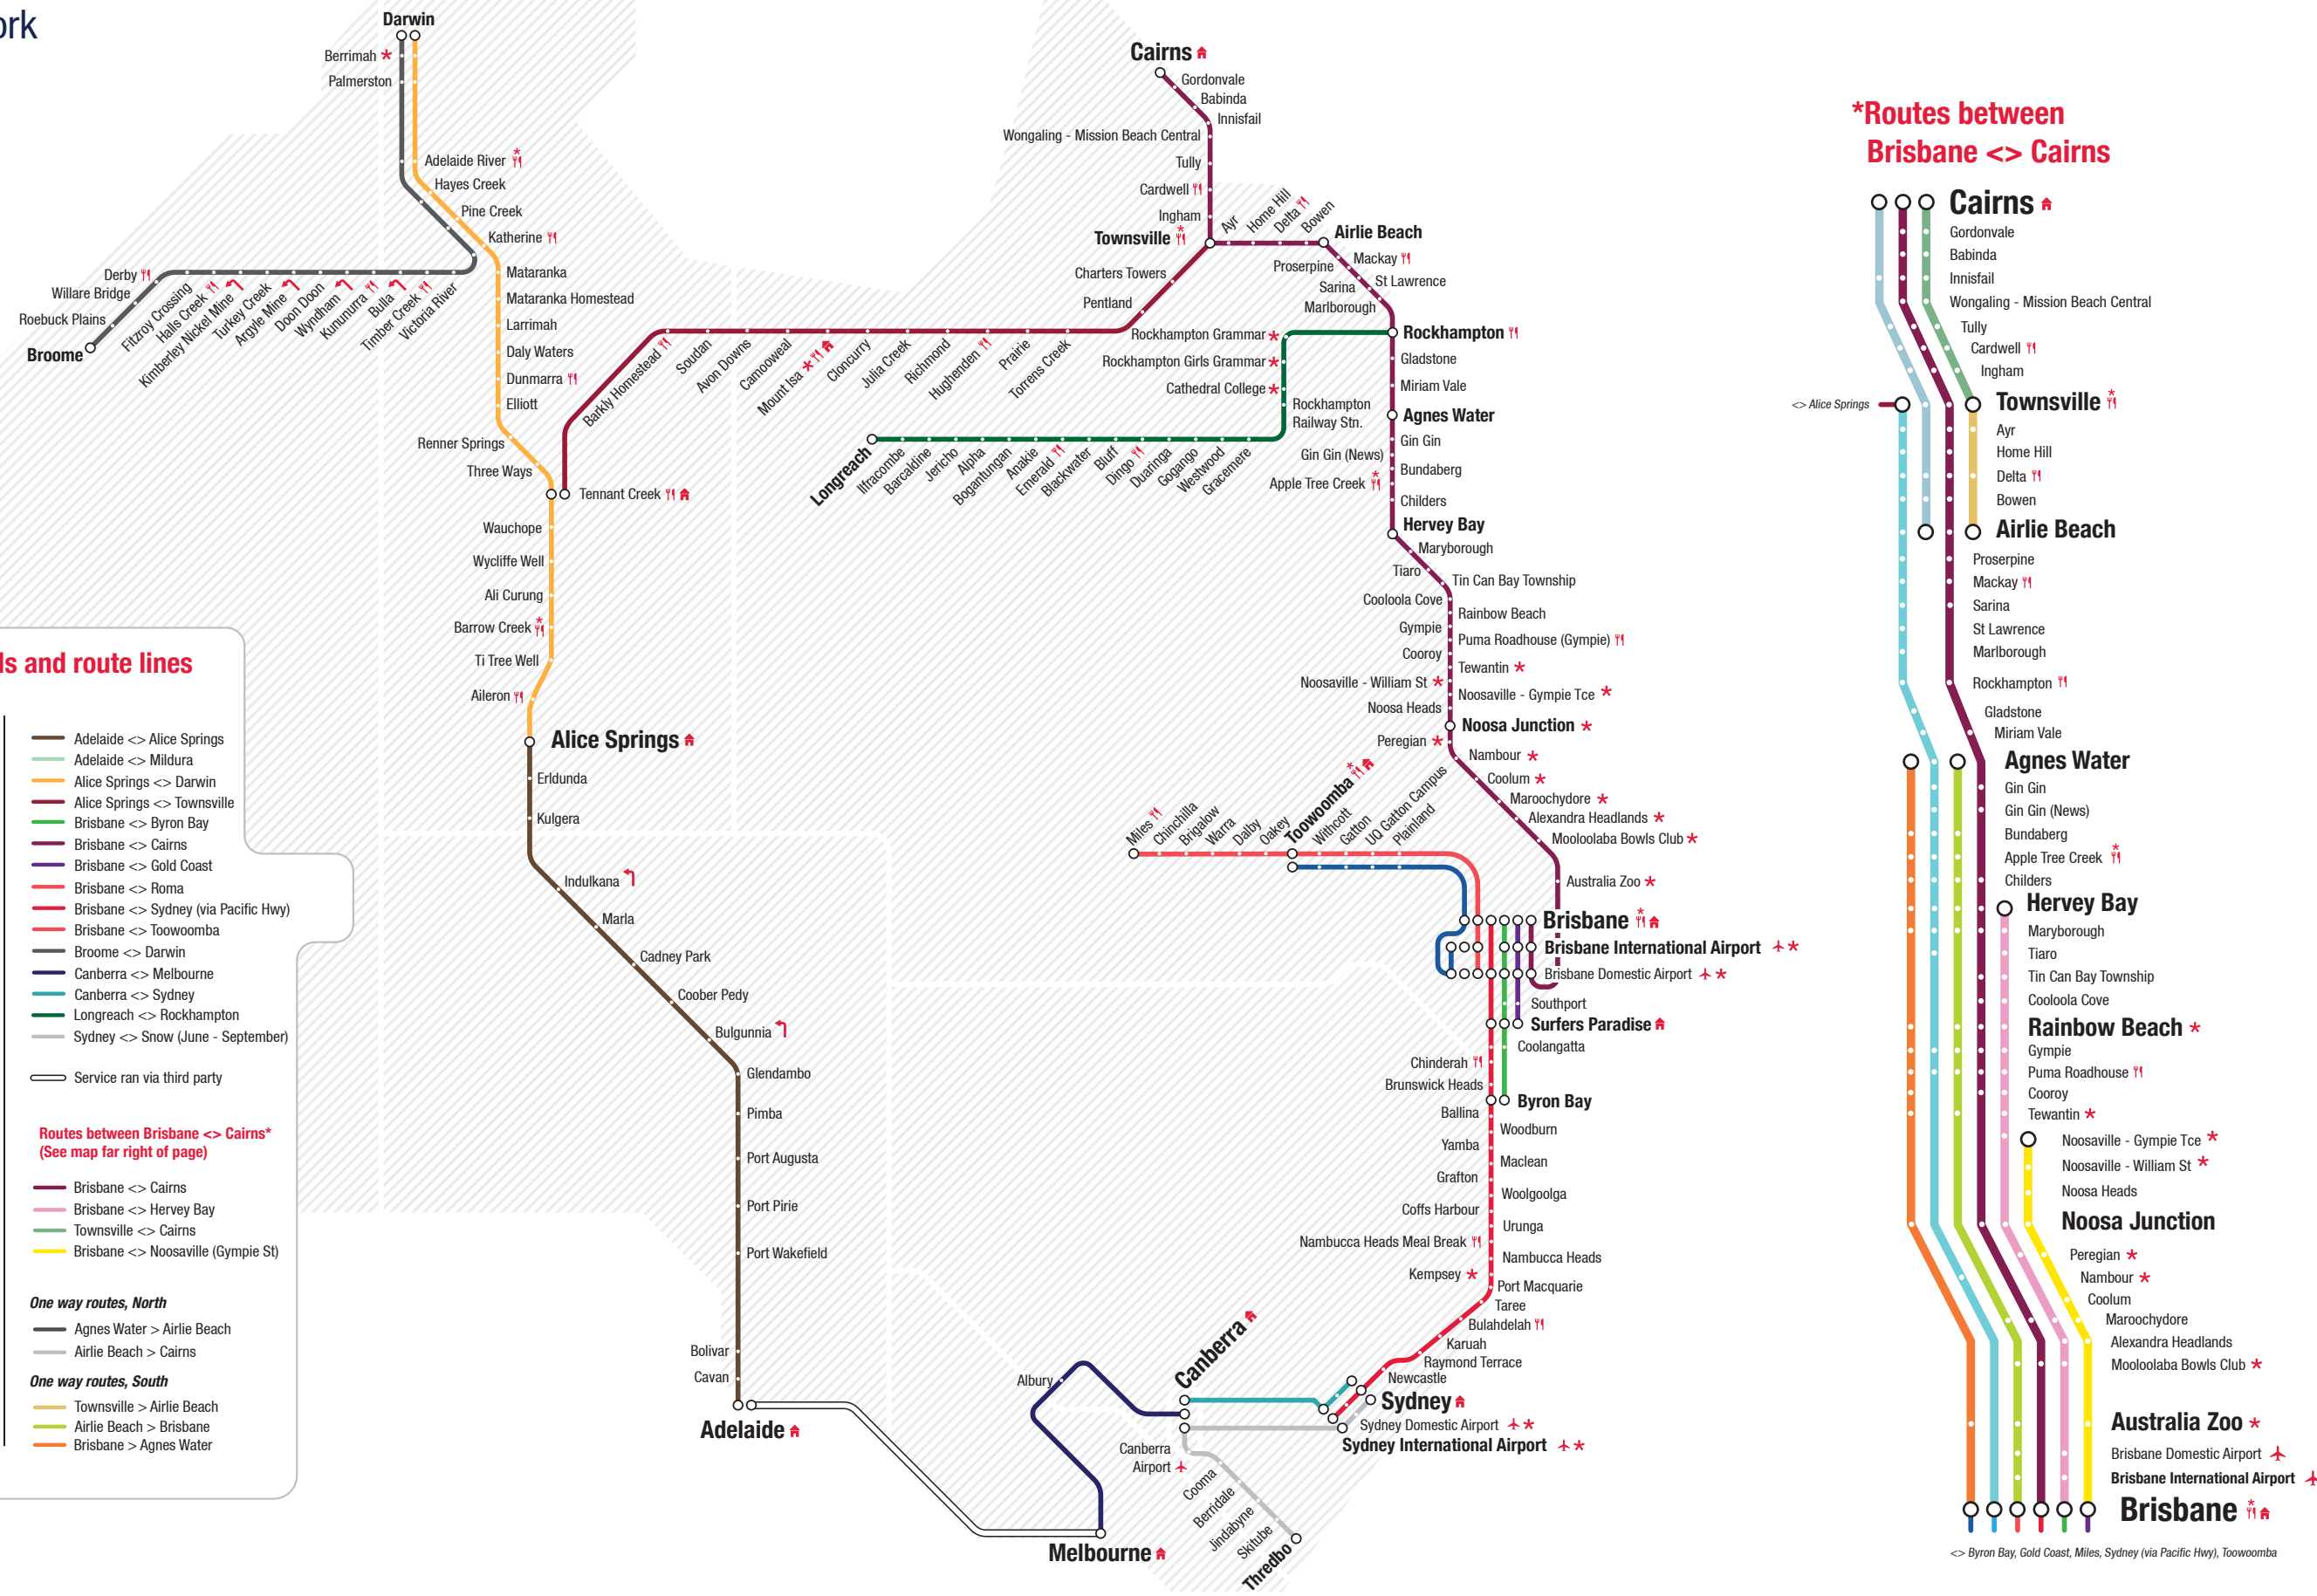 ork
Darwin
Berrimah *
Palmerston
Adelaide River *
Hayes Creek
Pine Creek
Katherine
Mataranka
Mataranka Homestead
Larrimah
Daly Waters
Dunmarra
Elliott
Renner Springs
Three Ways
Tennant Creek
Wauchope
Wycliffe Well
Ali Curung
Barrow Creek *
Ti Tree Well
Aileron
Alice Springs
Derby
Willare Bridge
Roebuck Plains
Broome
Fitzroy Crossing
Halls Creek
Kimberley Nickel Mine
Turkey Creek
Argyle Mine
Doon Doon
Wyndham
Kununurra
Bulla
Timber Creek
Victoria River
Erldunda
Kulgera
Indulkana
Marla
Cadney Park
Coober Pedy
Bulgunnia
Glendambo
Pimba
Port Augusta
Port Pirie
Port Wakefield
Bolivar
Cavan
Adelaide
Barkly Homestead
Soudan
Avon Downs
Camooweal
Mount Isa *
Cloncurry
Julia Creek
Richmond
Hughenden
Prairie
Torrens Creek
Pentland
Charters Towers
Cairns
Gordonvale
Babinda
Innisfail
Wongaling - Mission Beach Central
Tully
Cardwell
Ingham
Townsville *
Ayr
Home Hill
Delta
Bowen
Airlie Beach
Proserpine
Mackay
Sarina
St Lawrence
Marlborough
Rockhampton
Rockhampton Grammar *
Rockhampton Girls Grammar *
Cathedral College *
Rockhampton
Railway Stn.
Longreach
Ilfracombe
Barcaldine
Jericho
Alpha
Bogantungan
Anakie
Emerald
Blackwater
Bluff
Dingo
Duaringa
Gogango
Westwood
Gracemere
Gladstone
Miriam Vale
Agnes Water
Gin Gin
Gin Gin (News)
Bundaberg
Apple Tree Creek *
Childers
Hervey Bay
Maryborough
Tiaro
Tin Can Bay Township
Cooloola Cove
Rainbow Beach
Gympie
Puma Roadhouse (Gympie)
Cooroy
Tewantin *
Noosaville - William St *
Noosaville - Gympie Tce *
Noosa Heads
Noosa Junction *
Peregian *
Nambour *
Coolum *
Maroochydore *
Alexandra Headlands *
Mooloolaba Bowls Club *
Australia Zoo *
Miles
Chinchilla
Brigalow
Warra
Dalby
Oakey
Toowoomba *
Withcott
Gatton
UQ Gatton Campus
Plainland
Brisbane *
Brisbane International Airport *
Brisbane Domestic Airport *
Southport
Surfers Paradise
Coolangatta
Chinderah
Brunswick Heads
Byron Bay
Ballina
Woodburn
Yamba
Maclean
Grafton
Woolgoolga
Coffs Harbour
Urunga
Nambucca Heads Meal Break
Nambucca Heads
Kempsey *
Port Macquarie
Taree
Bulahdelah
Karuah
Raymond Terrace
Newcastle
Sydney
Sydney Domestic Airport *
Sydney International Airport *
Canberra
Albury
Canberra
Airport
Cooma
Berridale
Jindabyne
Skitube
Thredbo
Melbourne
ls and route lines
Adelaide <> Alice Springs
Adelaide <> Mildura
Alice Springs <> Darwin
Alice Springs <> Townsville
Brisbane <> Byron Bay
Brisbane <> Cairns
Brisbane <> Gold Coast
Brisbane <> Roma
Brisbane <> Sydney (via Pacific Hwy)
Brisbane <> Toowoomba
Broome <> Darwin
Canberra <> Melbourne
Canberra <> Sydney
Longreach <> Rockhampton
Sydney <> Snow (June - September)
Service ran via third party
Routes between Brisbane <> Cairns*
(See map far right of page)
Brisbane <> Cairns
Brisbane <> Hervey Bay
Townsville <> Cairns
Brisbane <> Noosaville (Gympie St)
One way routes, North
Agnes Water > Airlie Beach
Airlie Beach > Cairns
One way routes, South
Townsville > Airlie Beach
Airlie Beach > Brisbane
Brisbane > Agnes Water
*Routes between
Brisbane <> Cairns
Cairns
Gordonvale
Babinda
Innisfail
Wongaling - Mission Beach Central
Tully
Cardwell
Ingham
<> Alice Springs
Townsville *
Ayr
Home Hill
Delta
Bowen
Airlie Beach
Proserpine
Mackay
Sarina
St Lawrence
Marlborough
Rockhampton
Gladstone
Miriam Vale
Agnes Water
Gin Gin
Gin Gin (News)
Bundaberg
Apple Tree Creek *
Childers
Hervey Bay
Maryborough
Tiaro
Tin Can Bay Township
Cooloola Cove
Rainbow Beach *
Gympie
Puma Roadhouse
Cooroy
Tewantin *
Noosaville - Gympie Tce *
Noosaville - William St *
Noosa Heads
Noosa Junction
Peregian *
Nambour *
Coolum
Maroochydore
Alexandra Headlands
Mooloolaba Bowls Club *
Australia Zoo *
Brisbane Domestic Airport
Brisbane International Airport
Brisbane *
<> Byron Bay, Gold Coast, Miles, Sydney (via Pacific Hwy), Toowoomba